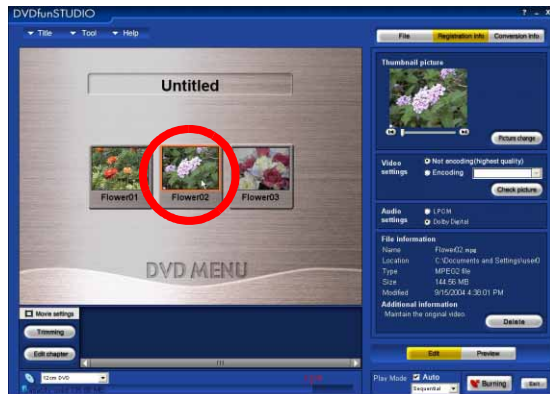 DVDfunSTUDIO
Title Tool Help
File Registration info Conversion info
Untitled
Flower01 Flower02 Flower03
DVD MENU
Thumbnail picture
Picture change
Video settings
Not encoding(highest quality)
Encoding
Check picture
Audio settings
LPCM
Dolby Digital
File information
Name Flower02.mpg
Location C:\Documents and Settings\user0
Type MPEG2 file
Size 144.56 MB
Modified 9/15/2004 4:36:01 PM
Additional information
Maintain the original video.
Delete
Movie settings
Trimming
Edit chapter
Edit Preview
12cm DVD
Play Mode Auto
Sequential
Burning
Exit